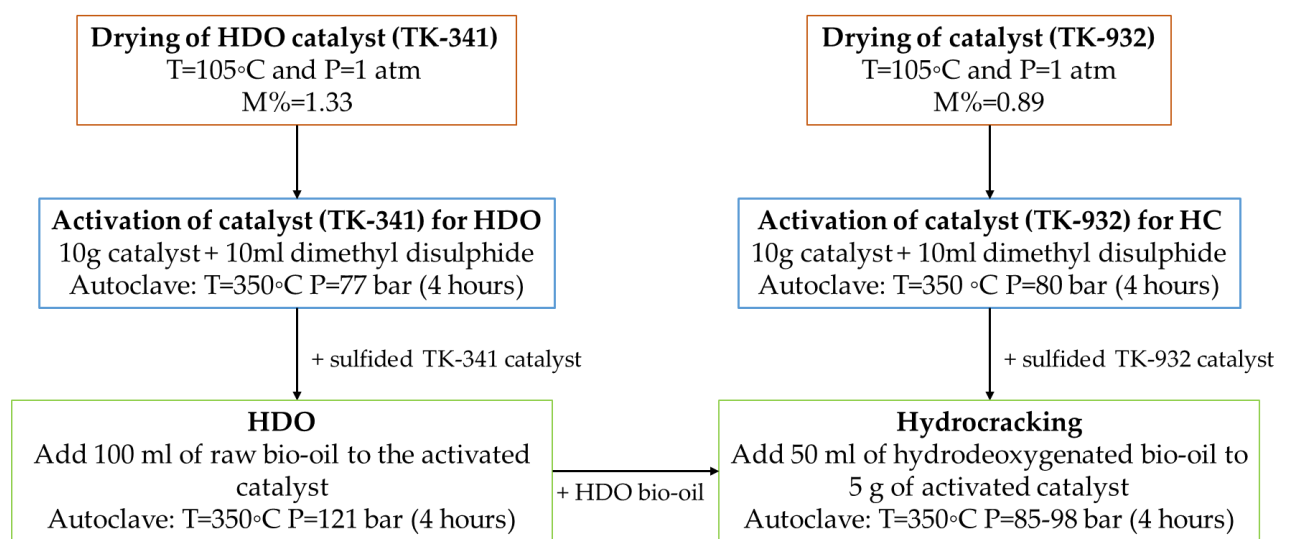 Drying of HDO catalyst (TK-341)
T=105◦C and P=1 atm
M%=1.33
Drying of catalyst (TK-932)
T=105◦C and P=1 atm
M%=0.89
Activation of catalyst (TK-341) for HDO
10g catalyst + 10ml dimethyl disulphide
Autoclave: T=350◦C P=77 bar (4 hours)
Activation of catalyst (TK-932) for HC
10g catalyst + 10ml dimethyl disulphide
Autoclave: T=350 ◦C P=80 bar (4 hours)
+ sulfided TK-341 catalyst
+ sulfided TK-932 catalyst
HDO
Add 100 ml of raw bio-oil to the activated
catalyst
Autoclave: T=350◦C P=121 bar (4 hours)
+ HDO bio-oil
Hydrocracking
Add 50 ml of hydrodeoxygenated bio-oil to
5 g of activated catalyst
Autoclave: T=350◦C P=85-98 bar (4 hours)